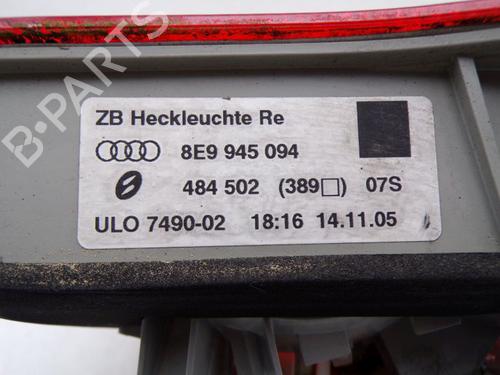 ZB Heckleuchte Re
8E9 945 094
484 502 (389□) 07S
ULO 7490-02 18:16 14.11.05
B-PARTS